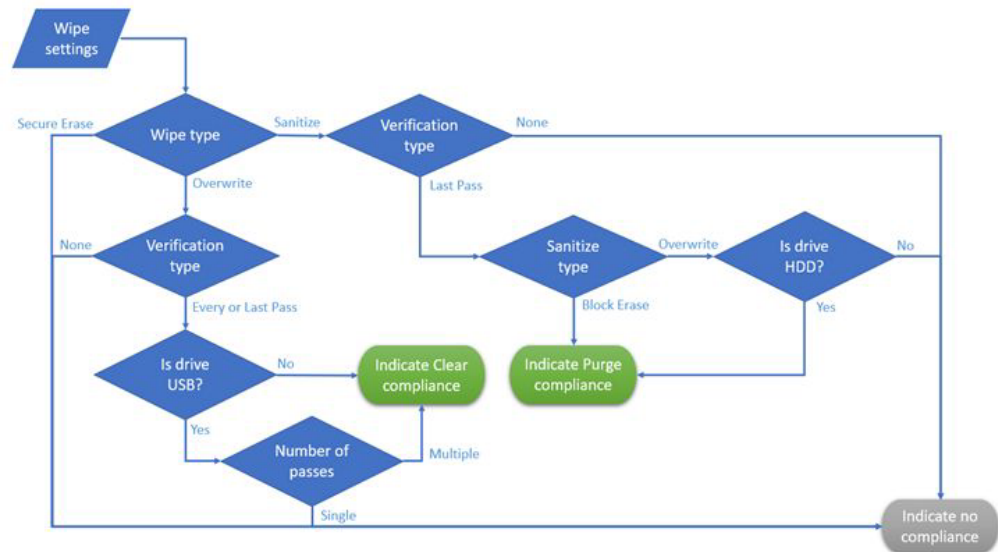 Wipe
settings
Secure Erase
Wipe type
Sanitize
Verification
type
None
Overwrite
Last Pass
None
Verification
type
Sanitize
type
Overwrite
Is drive
HDD?
No
Every or Last Pass
Block Erase
Yes
Is drive
USB?
No
Indicate Clear
compliance
Indicate Purge
compliance
Yes
Number of
passes
Multiple
Single
Indicate no
compliance